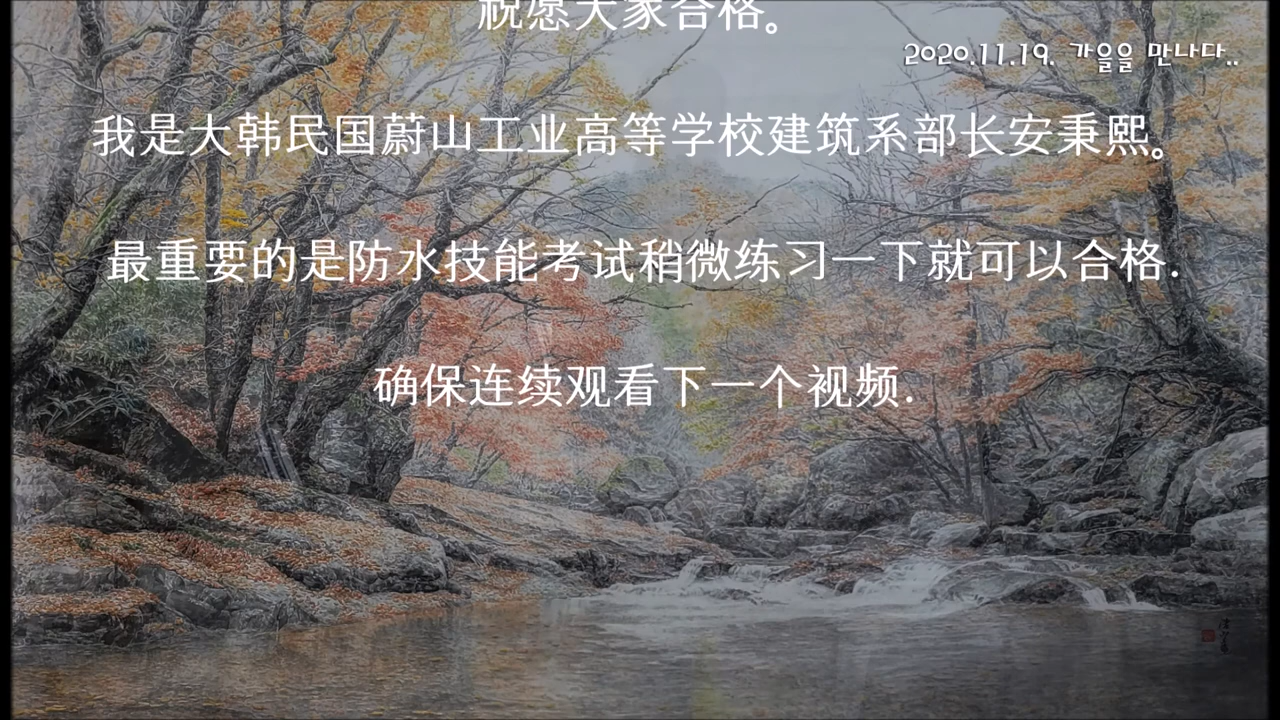 祝愿大家合格。
2020.11.19. 가을을 만나다..
我是大韩民国蔚山工业高等学校建筑系部长安秉熙。
最重要的是防水技能考试稍微练习一下就可以合格.
确保连续观看下一个视频.